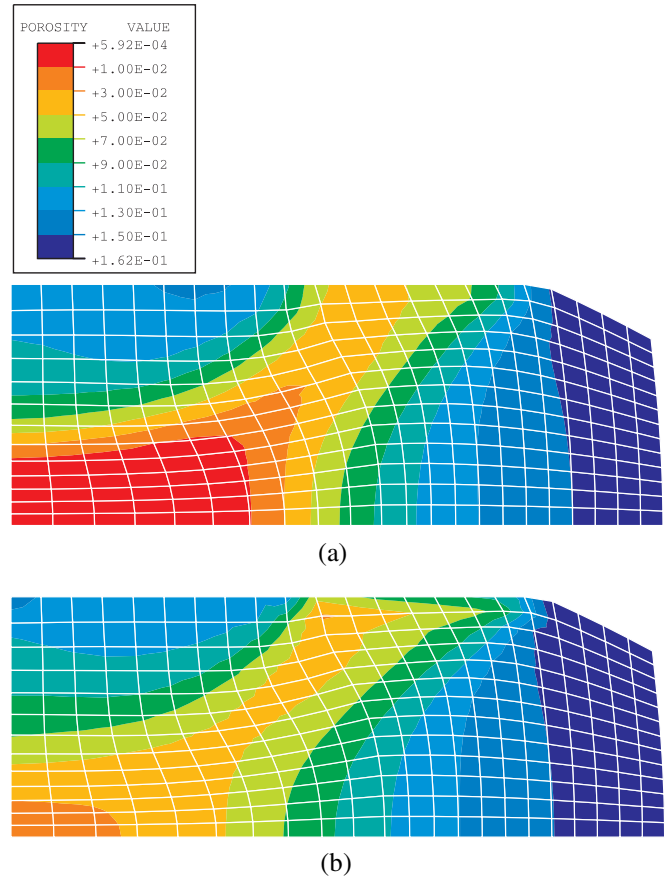 POROSITY VALUE
+5.92E-04
+1.00E-02
+3.00E-02
+5.00E-02
+7.00E-02
+9.00E-02
+1.10E-01
+1.30E-01
+1.50E-01
+1.62E-01
(a)
(b)